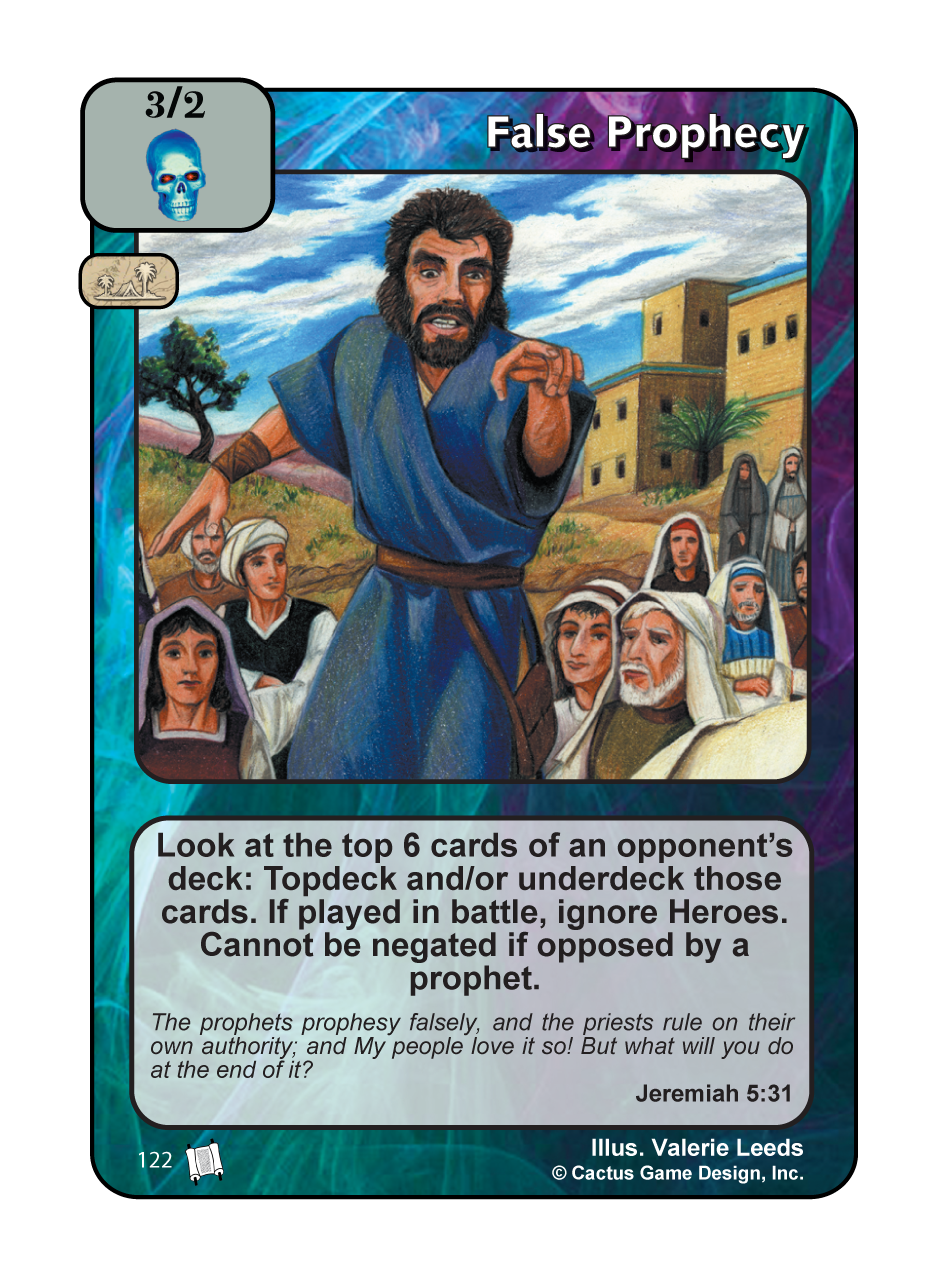 3/2
False Prophecy
Look at the top 6 cards of an opponent’s
deck: Topdeck and/or underdeck those
cards. If played in battle, ignore Heroes.
Cannot be negated if opposed by a
prophet.
The prophets prophesy falsely, and the priests rule on their
own authority; and My people love it so! But what will you do
at the end of it?
Jeremiah 5:31
122
Illus. Valerie Leeds
© Cactus Game Design, Inc.